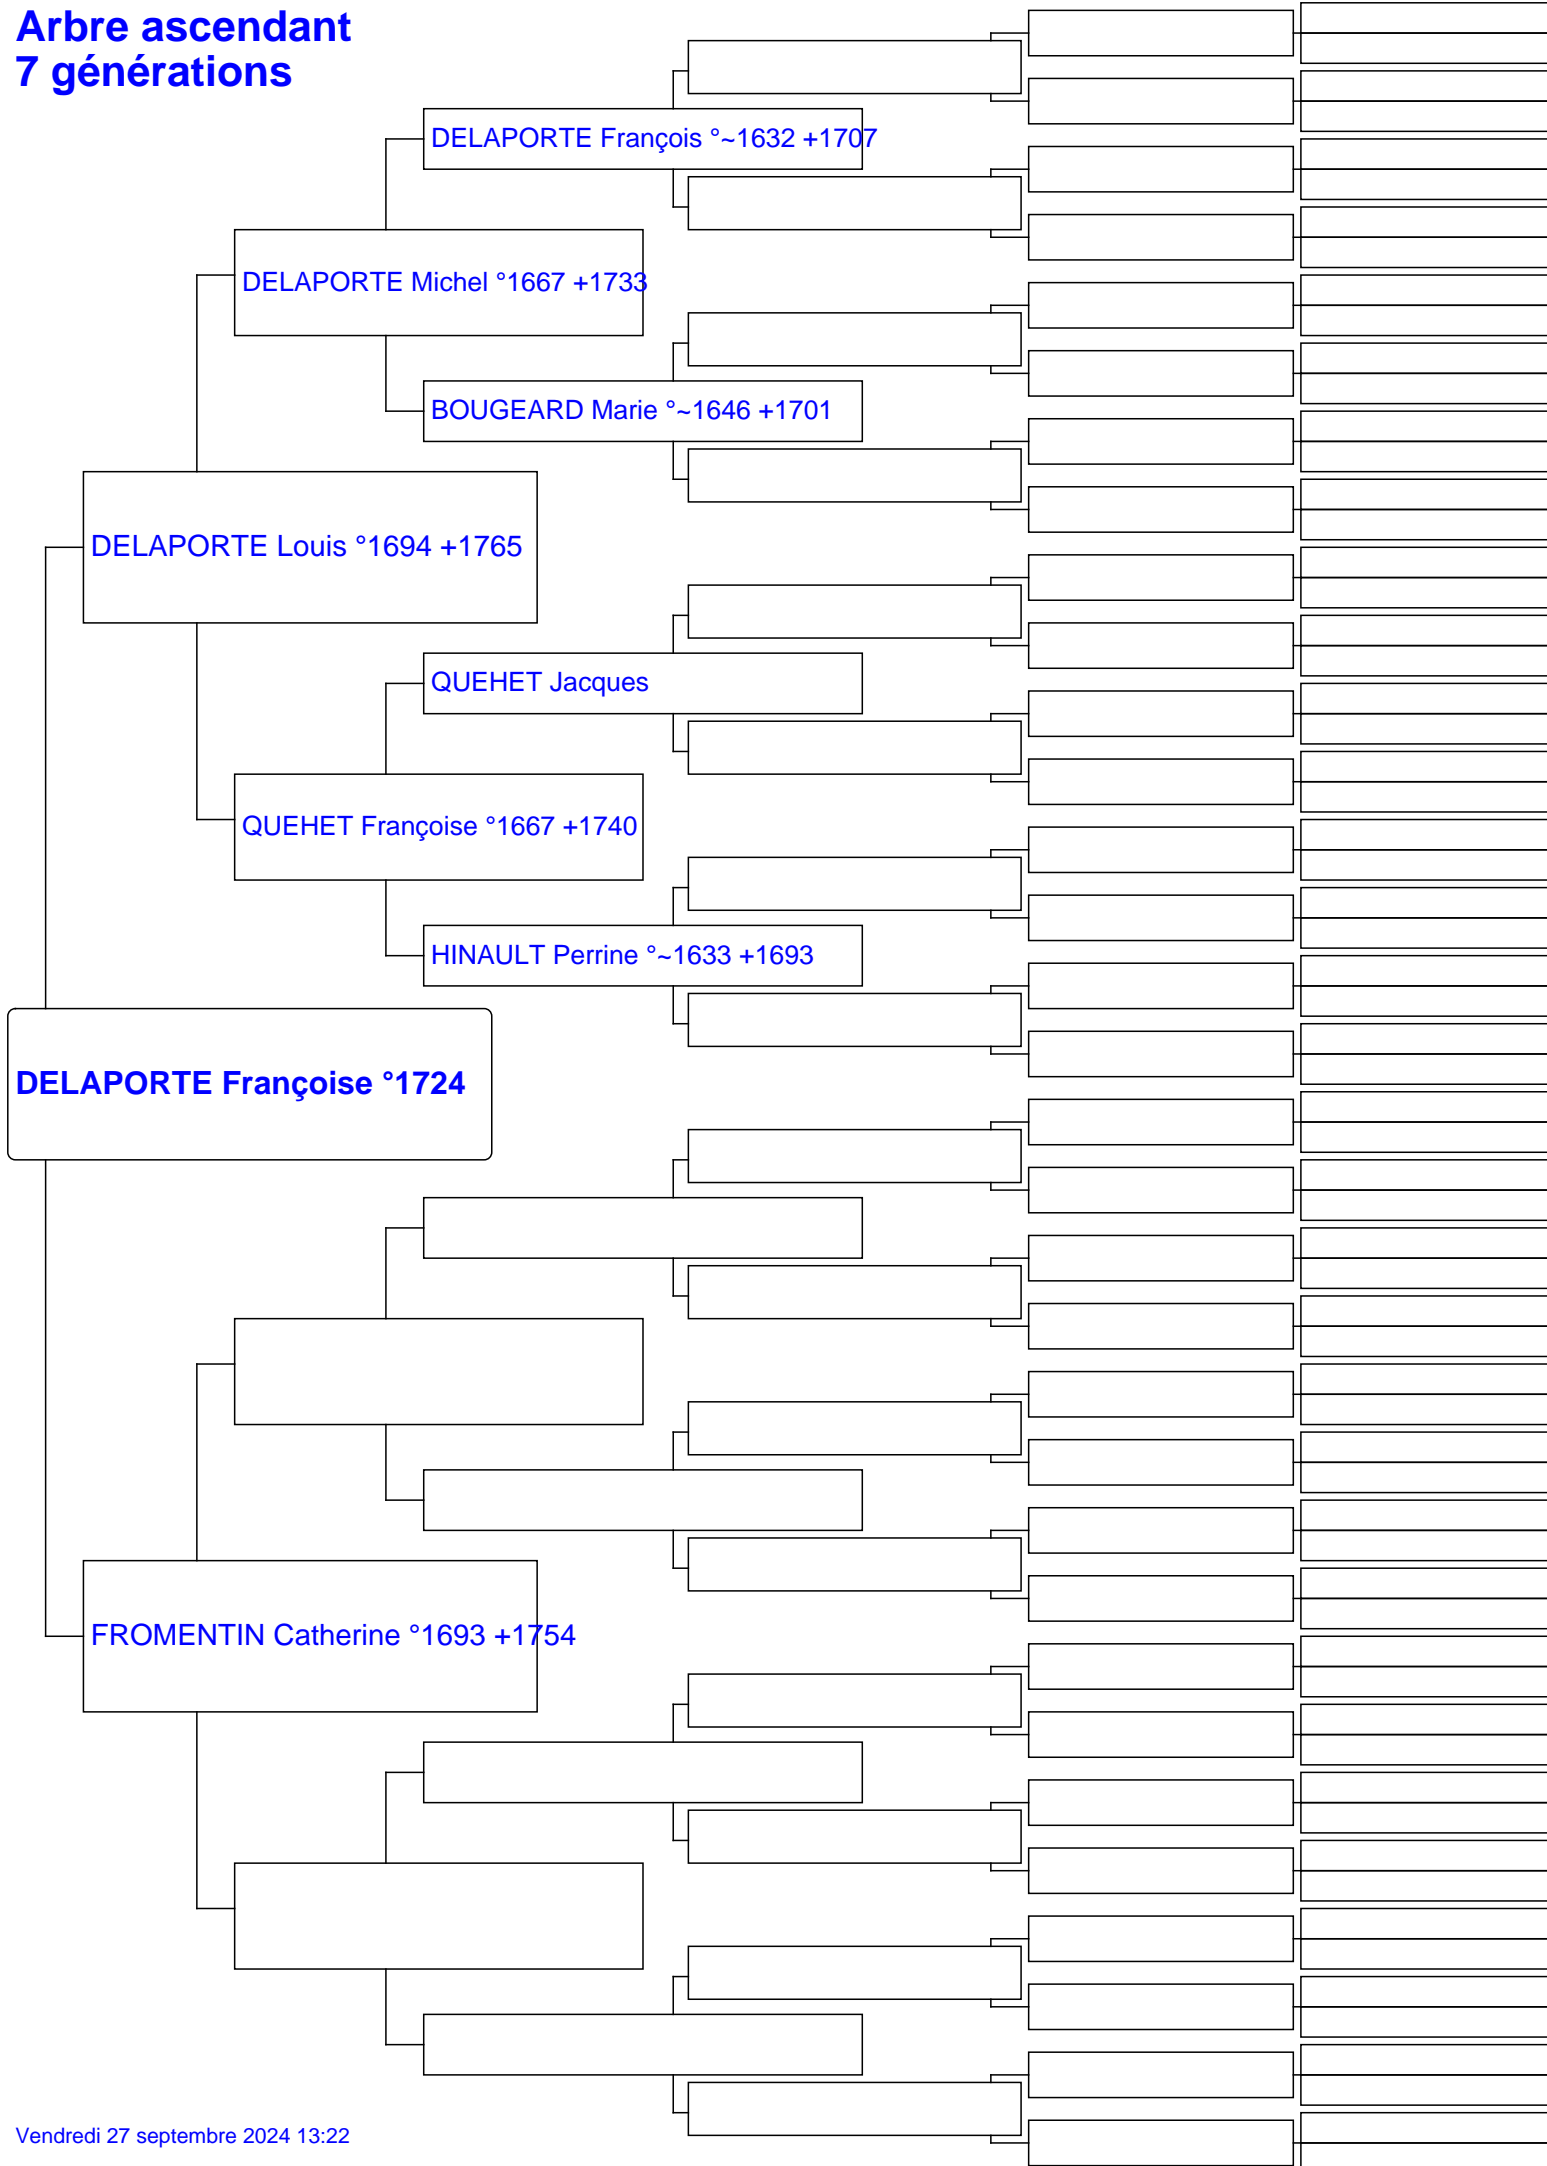 Arbre ascendant
7 générations
DELAPORTE François °~1632 +1707
DELAPORTE Michel °1667 +1733
BOUGEARD Marie °~1646 +1701
DELAPORTE Louis °1694 +1765
QUEHET Jacques
QUEHET Françoise °1667 +1740
HINAULT Perrine °~1633 +1693
DELAPORTE Françoise °1724
FROMENTIN Catherine °1693 +1754
Vendredi 27 septembre 2024 13:22